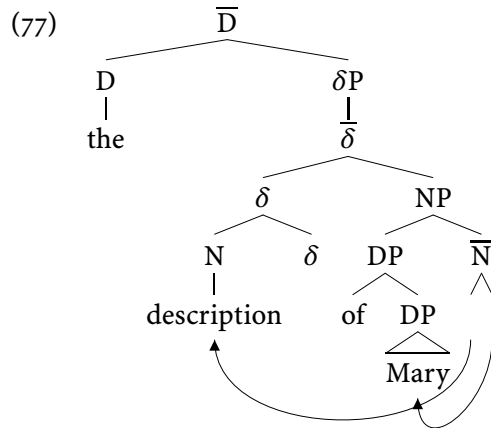 (77) D̅
D δP
the δ̅
δ NP
N δ DP N̅
description of DP
Mary